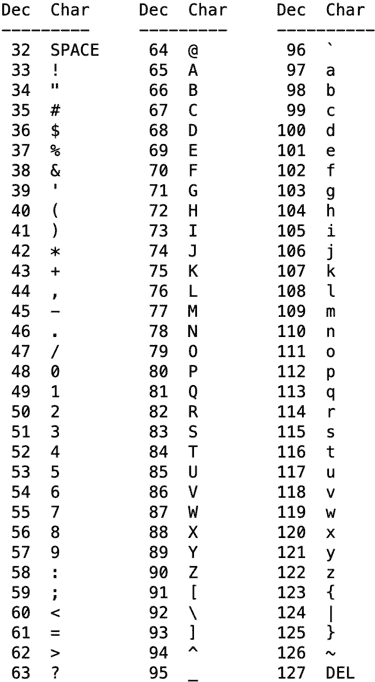 Dec  Char    Dec  Char    Dec  Char
---------    ---------    ----------
32  SPACE    64  @    96  `
33  !    65  A    97  a
34  "    66  B    98  b
35  #    67  C    99  c
36  $    68  D    100  d
37  %    69  E    101  e
38  &    70  F    102  f
39  '    71  G    103  g
40  (    72  H    104  h
41  )    73  I    105  i
42  *    74  J    106  j
43  +    75  K    107  k
44  ,    76  L    108  l
45  -    77  M    109  m
46  .    78  N    110  n
47  /    79  O    111  o
48  0    80  P    112  p
49  1    81  Q    113  q
50  2    82  R    114  r
51  3    83  S    115  s
52  4    84  T    116  t
53  5    85  U    117  u
54  6    86  V    118  v
55  7    87  W    119  w
56  8    88  X    120  x
57  9    89  Y    121  y
58  :    90  Z    122  z
59  ;    91  [    123  {
60  <    92  \    124  |
61  =    93  ]    125  }
62  >    94  ^    126  ~
63  ?    95  _    127  DEL